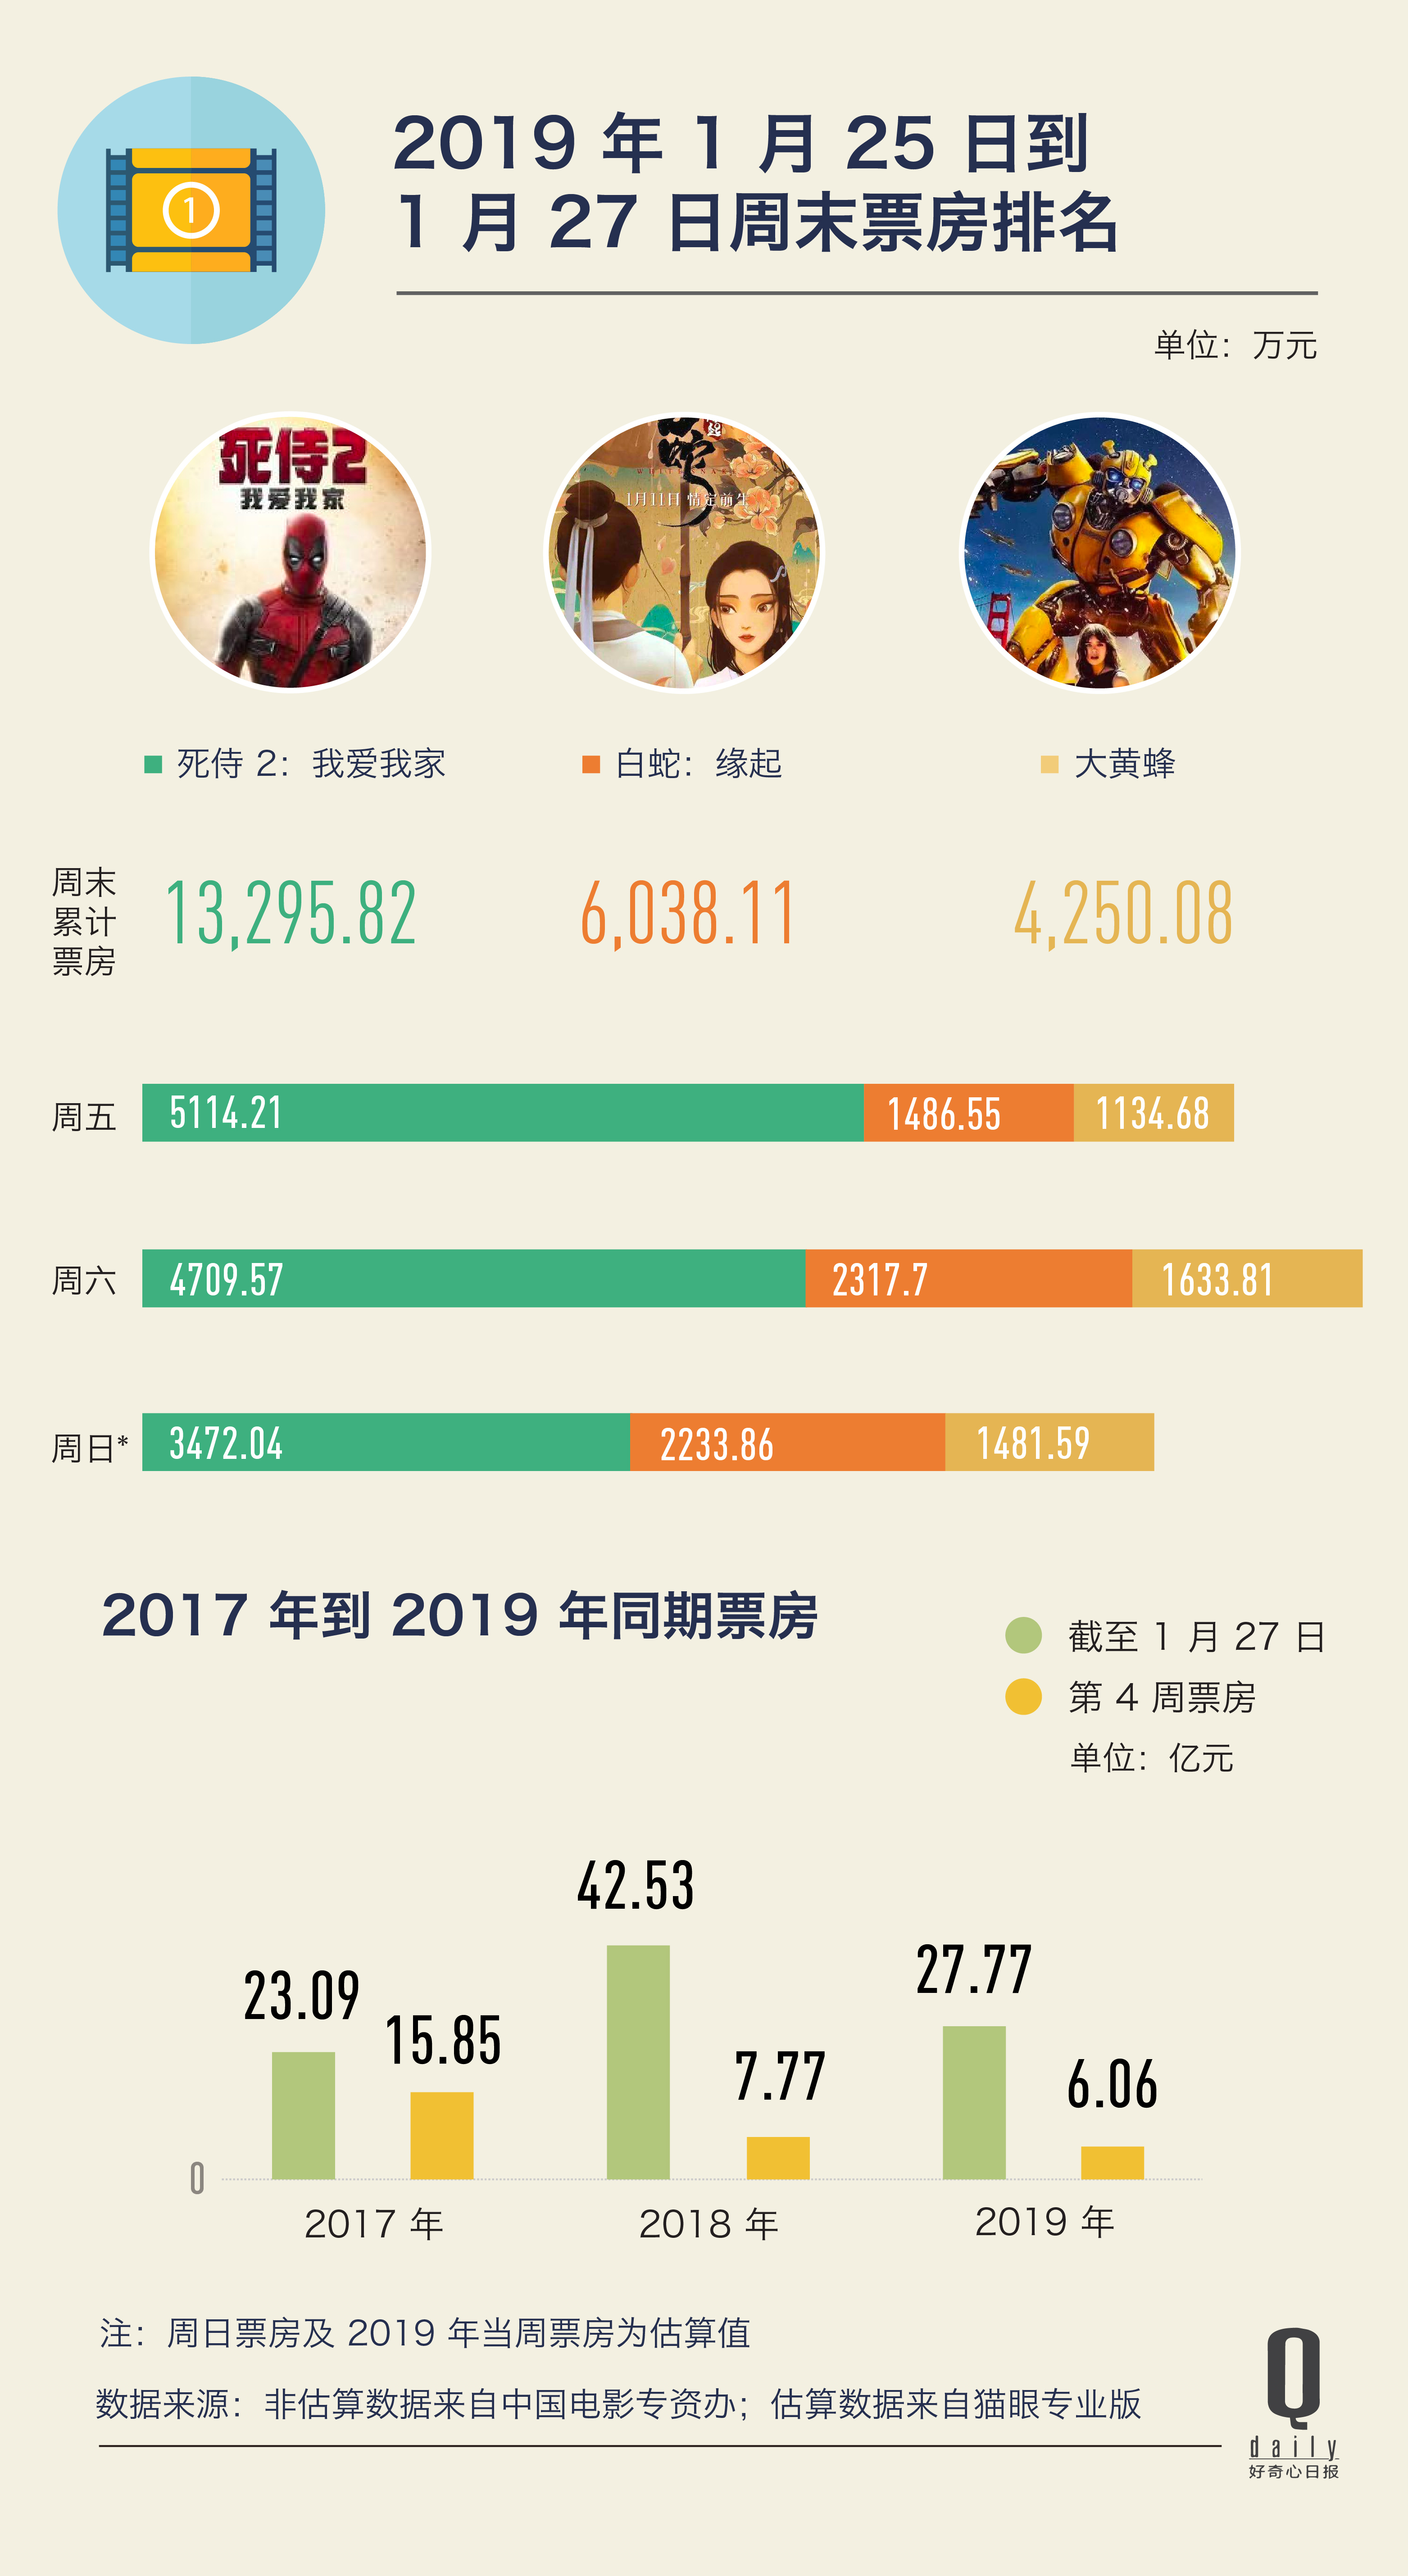 1
2019 年 1 月 25 日到
1 月 27 日周末票房排名
单位：万元
死侍2
我爱我家
蛇
1月11日 情定前生
死侍 2：我爱我家
白蛇：缘起
大黄蜂
周末
累计
票房
13,295.82
6,038.11
4,250.08
周五
5114.21
1486.55
1134.68
周六
4709.57
2317.7
1633.81
周日*
3472.04
2233.86
1481.59
2017 年到 2019 年同期票房
截至 1 月 27 日
第 4 周票房
单位：亿元
23.09
15.85
42.53
7.77
27.77
6.06
0
2017 年
2018 年
2019 年
注：周日票房及 2019 年当周票房为估算值
数据来源：非估算数据来自中国电影专资办；估算数据来自猫眼专业版
Q
daily
好奇心日报